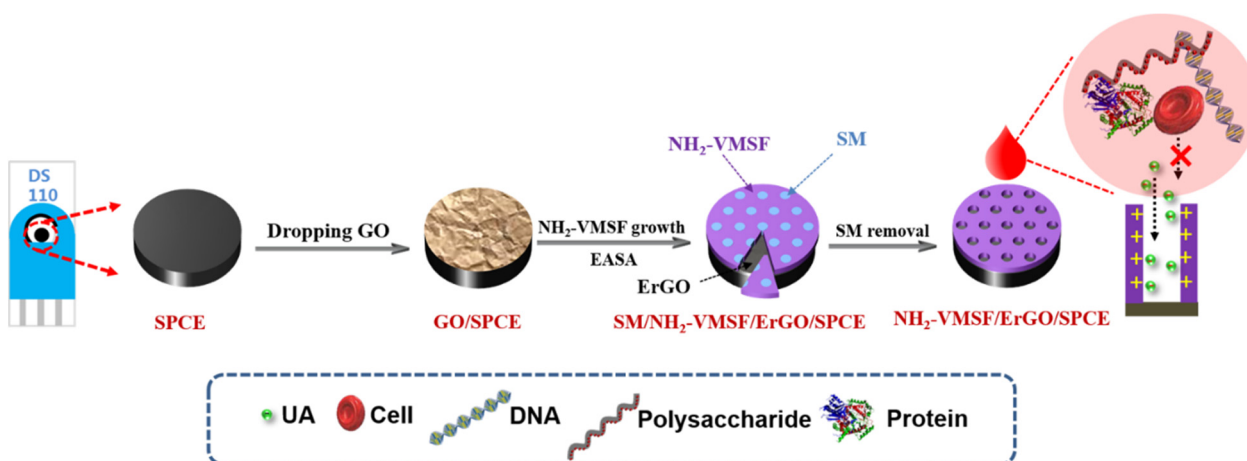 DS
110
SPCE
Dropping GO
GO/SPCE
NH₂-VMSF growth
EASA
NH₂-VMSF
SM
ErGO
SM/NH₂-VMSF/ErGO/SPCE
SM removal
NH₂-VMSF/ErGO/SPCE
+ +
+ +
+ +
+ +
UA Cell DNA Polysaccharide Protein